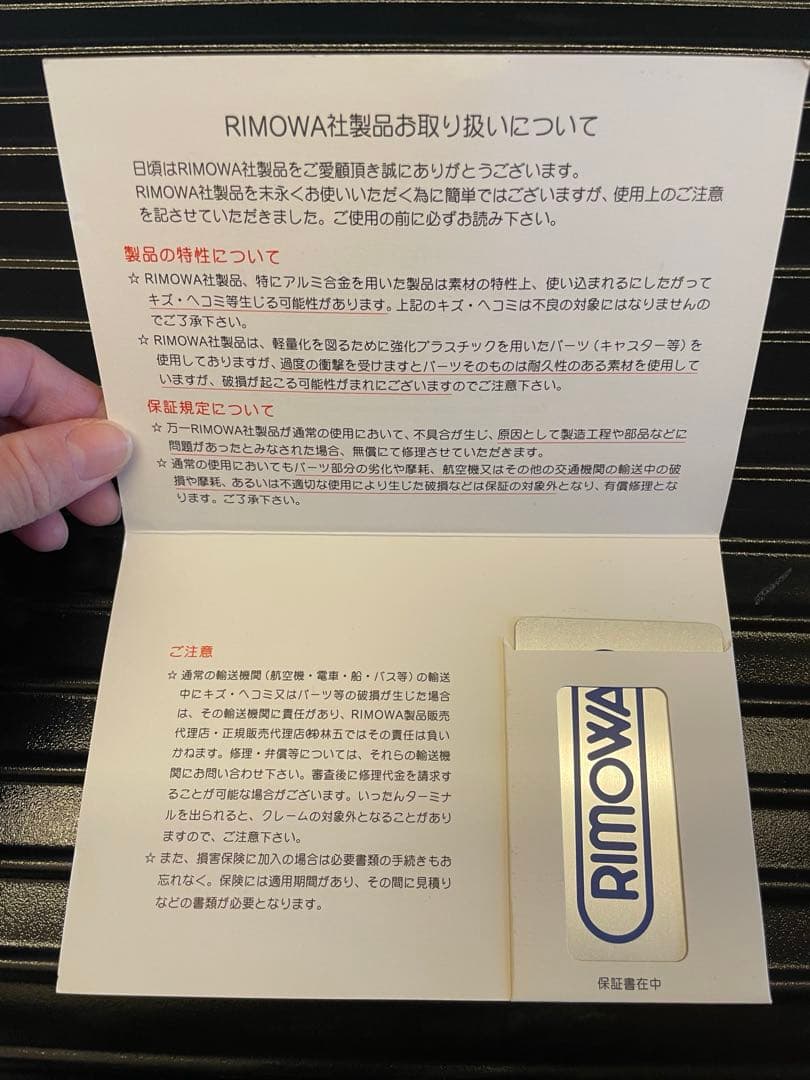 RIMOWA社製品お取り扱いについて
日頃はRIMOWA社製品をご愛顧頂き誠にありがとうございます。
RIMOWA社製品を末永くお使いいただく為に簡単ではございますが、使用上のご注意
を記させていただきました。ご使用の前に必ずお読み下さい。
製品の特性について
☆ RIMOWA社製品、特にアルミ合金を用いた製品は素材の特性上、使い込まれるにしたがって
キズ・ヘコミ等生じる可能性があります。上記のキズ・ヘコミは不良の対象にはなりませんの
でご了承下さい。
☆ RIMOWA社製品は、軽量化を図るために強化プラスチックを用いたパーツ（キャスター等）を
使用しておりますが、過度の衝撃を受けますとパーツそのものは耐久性のある素材を使用して
いますが、破損が起こる可能性がまれにございますのでご注意下さい。
保証規定について
☆ 万一RIMOWA社製品が通常の使用において、不具合が生じ、原因として製造工程や部品などに
問題があったとみなされた場合、無償にて修理させていただきます。
☆ 通常の使用においてもパーツ部分の劣化や摩耗、航空機又はその他の交通機関の輸送中の破
損や摩耗、あるいは不適切な使用により生じた破損などは保証の対象外となり、有償修理とな
ります。ご了承下さい。
ご注意
☆ 通常の輸送機関（航空機・電車・船・バス等）の輸送
中にキズ・ヘコミ又はパーツ等の破損が生じた場合
は、その輸送機関に責任があり、RIMOWA製品販売
代理店・正規販売代理店㈱林五ではその責任は負い
かねます。修理・弁償等については、それらの輸送機
関にお問い合わせ下さい。審査後に修理代金を請求す
ることが可能な場合がございます。いったんターミナ
ルを出られると、クレームの対象外となることがあり
ますので、ご注意下さい。
☆ また、損害保険に加入の場合は必要書類の手続きもお
忘れなく。保険には適用期間があり、その間に見積り
などの書類が必要となります。
RIMOWA
保証書在中